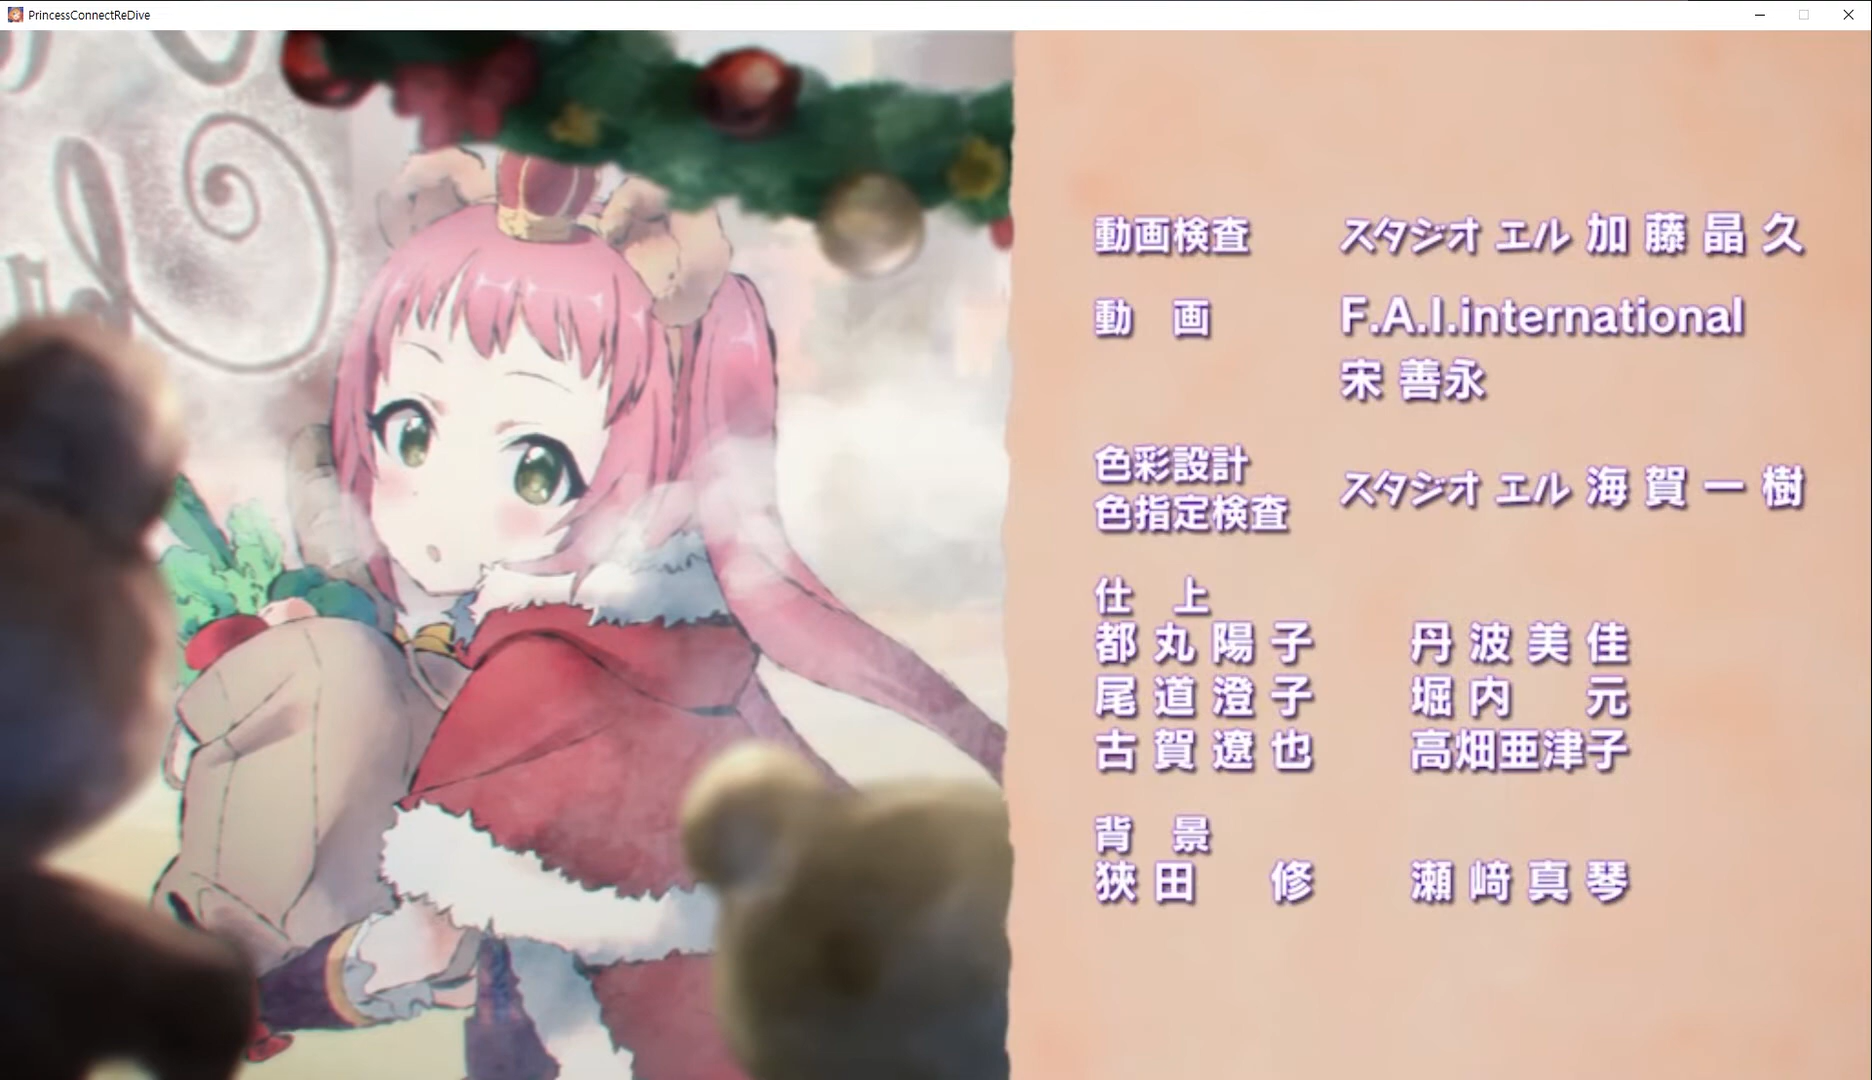 PrincessConnectReDive
動画検査 スタジオ エル 加藤晶久
動 画 F.A.I.international
宋 善永
色彩設計
色指定検査 スタジオ エル 海賀一樹
仕 上
都丸陽子 丹波美佳
尾道澄子 堀内 元
古賀遼也 高畑亜津子
背 景
狹田 修 瀬﨑真琴